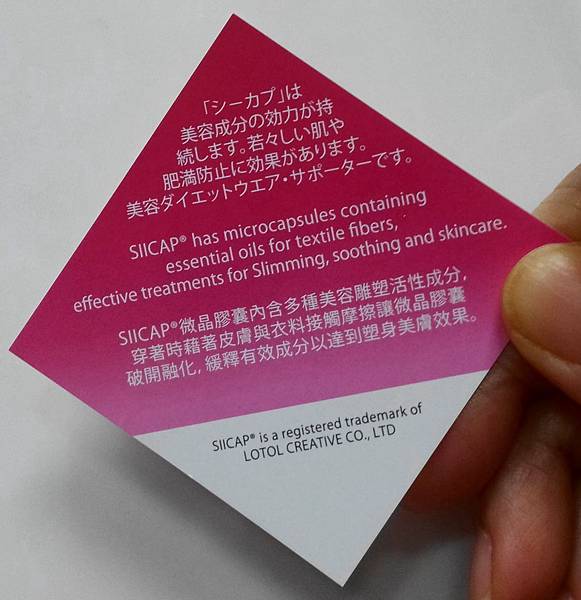 「シーカプ」は
美容成分の効力が持
続します。若々しい肌や
肥満防止に効果があります。
美容ダイエットウエア・サポーターです。
SIICAP® has microcapsules containing
essential oils for textile fibers,
effective treatments for Slimming, soothing and skincare.
SIICAP®微晶膠囊內含多種美容雕塑活性成分,
穿著時藉著皮膚與衣料接觸摩擦讓微晶膠囊
破開融化, 緩釋有效成分以達到塑身美膚效果。
SIICAP® is a registered trademark of
LOTOL CREATIVE CO., LTD